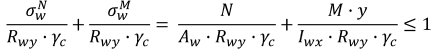 σ_w^N / (R_wy · γ_c) + σ_w^M / (R_wy · γ_c) = N / (A_w · R_wy · γ_c) + M · y / (I_wx · R_wy · γ_c) ≤ 1